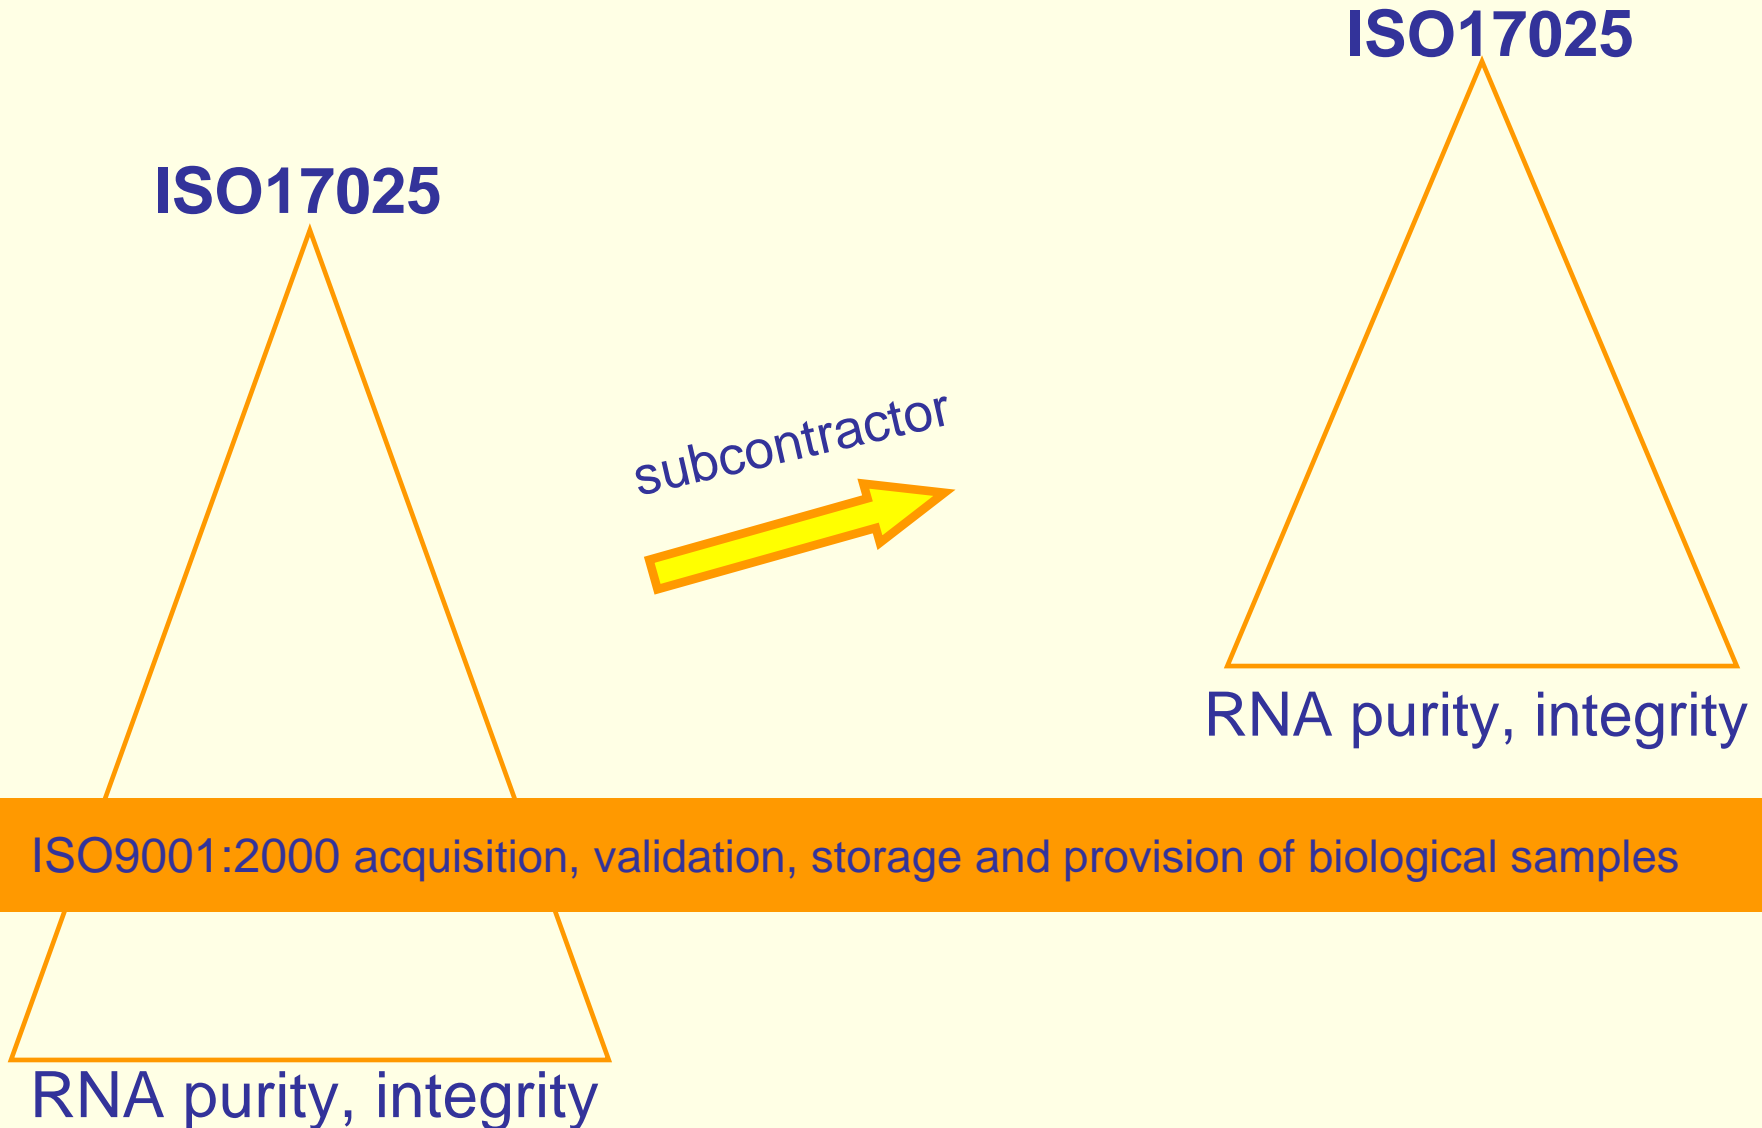 ISO17025
ISO17025
subcontractor
RNA purity, integrity
ISO9001:2000 acquisition, validation, storage and provision of biological samples
RNA purity, integrity